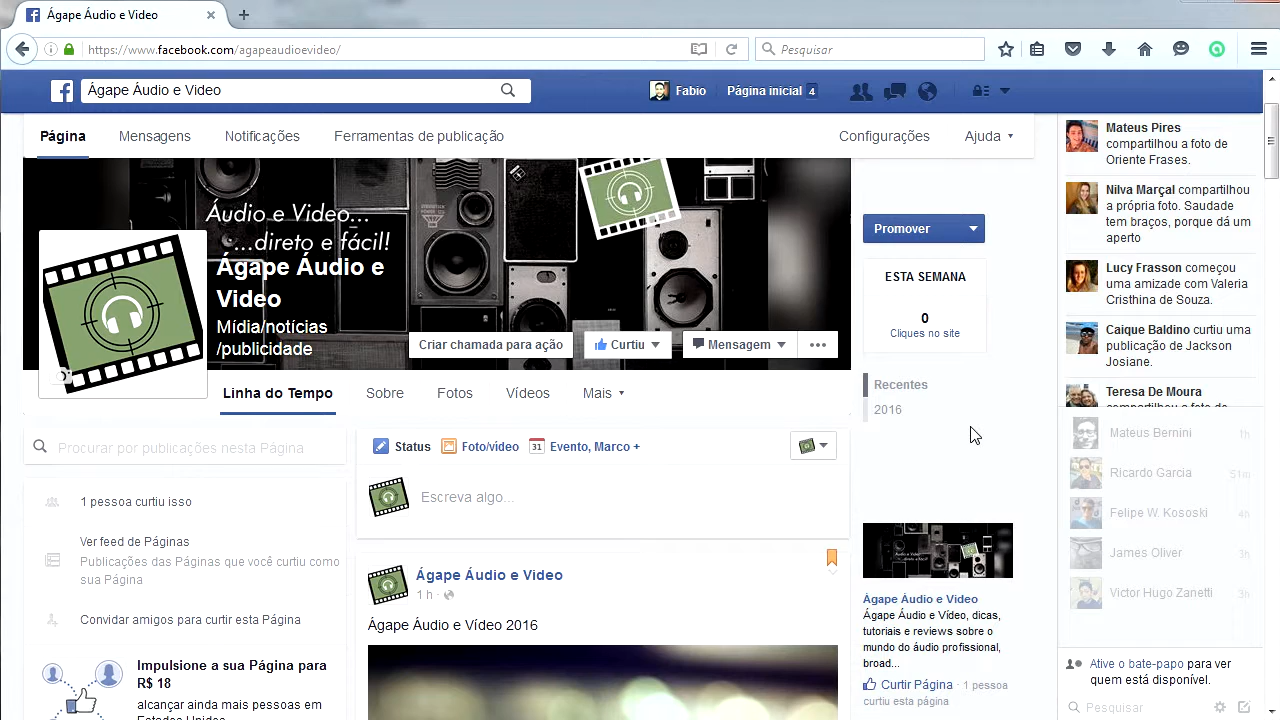 Ágape Áudio e Video
https://www.facebook.com/agapeaudioevideo/
Pesquisar
Ágape Áudio e Video
Fabio
Página inicial 4
Página
Mensagens
Notificações
Ferramentas de publicação
Configurações
Ajuda
Áudio e Video...
...direto e fácil!
Ágape Áudio e
Video
Mídia/notícias
/publicidade
Criar chamada para ação
Curtiu
Mensagem
Linha do Tempo
Sobre
Fotos
Vídeos
Mais
Procurar por publicações nesta Página
1 pessoa curtiu isso
Ver feed de Páginas
Publicações das Páginas que você curtiu como
sua Página
Convidar amigos para curtir esta Página
Impulsione a sua Página para
R$ 18
alcançar ainda mais pessoas em
Estados Unidos
Status
Foto/vídeo
31
Evento, Marco +
Escreva algo...
Ágape Áudio e Video
1 h
Ágape Áudio e Vídeo 2016
Promover
ESTA SEMANA
0
Cliques no site
Recentes
2016
Ágape Áudio e Video
Ágape Áudio e Vídeo, dicas,
tutoriais e reviews sobre o
mundo do áudio profissional,
broad...
Curtir Página · 1 pessoa
curtiu esta página
Mateus Pires
compartilhou a foto de
Oriente Frases.
Nilva Marçal compartilhou
a própria foto. Saudade
tem braços, porque dá um
aperto
Lucy Frasson começou
uma amizade com Valeria
Cristhina de Souza.
Caique Baldino curtiu uma
publicação de Jackson
Josiane.
Teresa De Moura
compartilhou a foto de
Mateus Bernini 1h
Ricardo Garcia 51m
Felipe W. Kososki 4h
James Oliver 3h
Victor Hugo Zanetti 3h
Ative o bate-papo para ver
quem está disponível.
Pesquisar